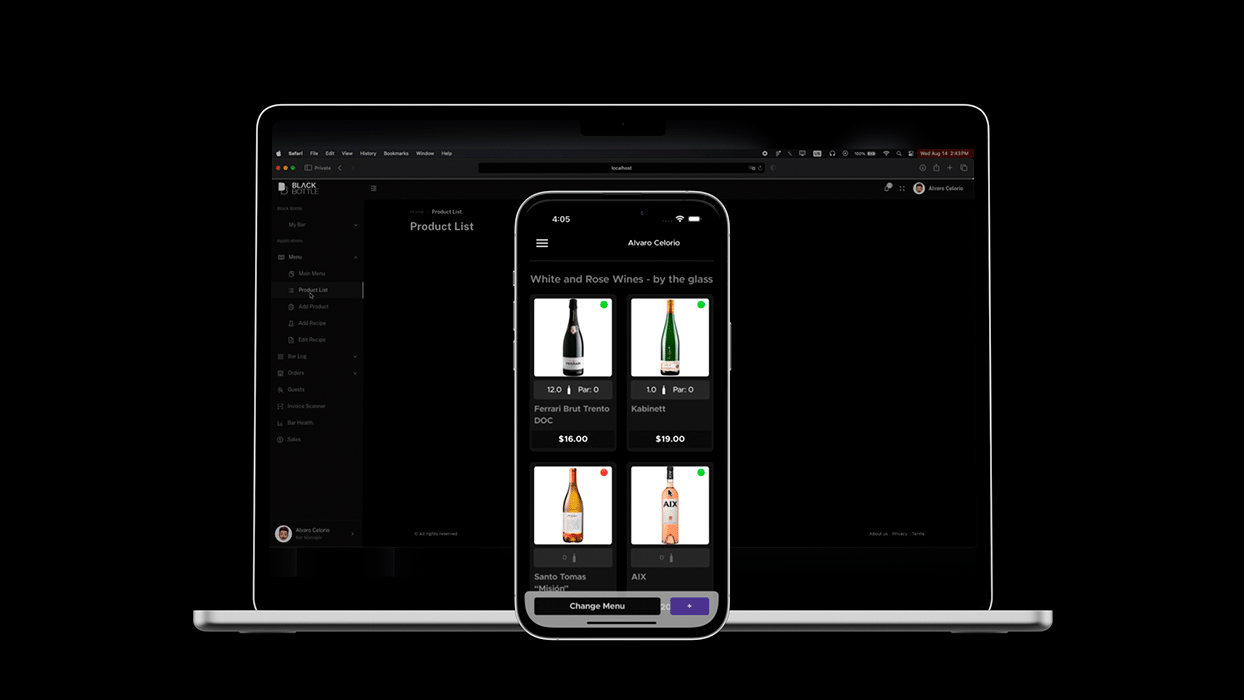 Safari File Edit View History Bookmarks Window Help 100% Wed Aug 14 2:43PM
Private localhost
BLACK
BOTTLE
Alvaro Celorio
Black Bottle
My Bar
Applications
Menu
Main Menu
Product List
Add Product
Add Recipe
Edit Recipe
Bar Log
Orders
Guests
Invoice Scanner
Bar Health
Sales
Alvaro Celorio
Bar Manager
Home Product List
Product List
© All rights reserved
About us Privacy Terms
4:05
Alvaro Celorio
White and Rose Wines - by the glass
12.0 Par: 0
1.0 Par: 0
Ferrari Brut Trento
DOC
Kabinett
$16.00
$19.00
AIX
0
0
Santo Tomas
“Misión”
AIX
Change Menu
+